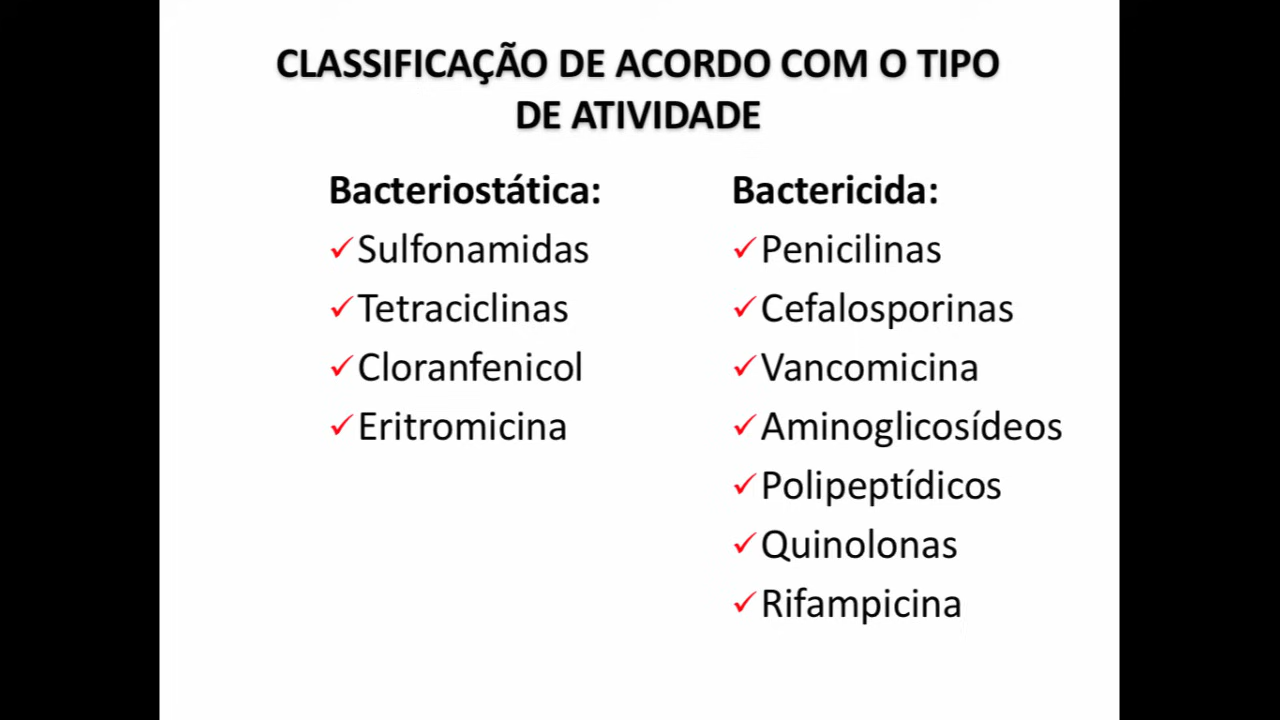 CLASSIFICAÇÃO DE ACORDO COM O TIPO
DE ATIVIDADE
Bacteriostática:
✓Sulfonamidas
✓Tetraciclinas
✓Cloranfenicol
✓Eritromicina
Bactericida:
✓Penicilinas
✓Cefalosporinas
✓Vancomicina
✓Aminoglicosídeos
✓Polipeptídicos
✓Quinolonas
✓Rifampicina